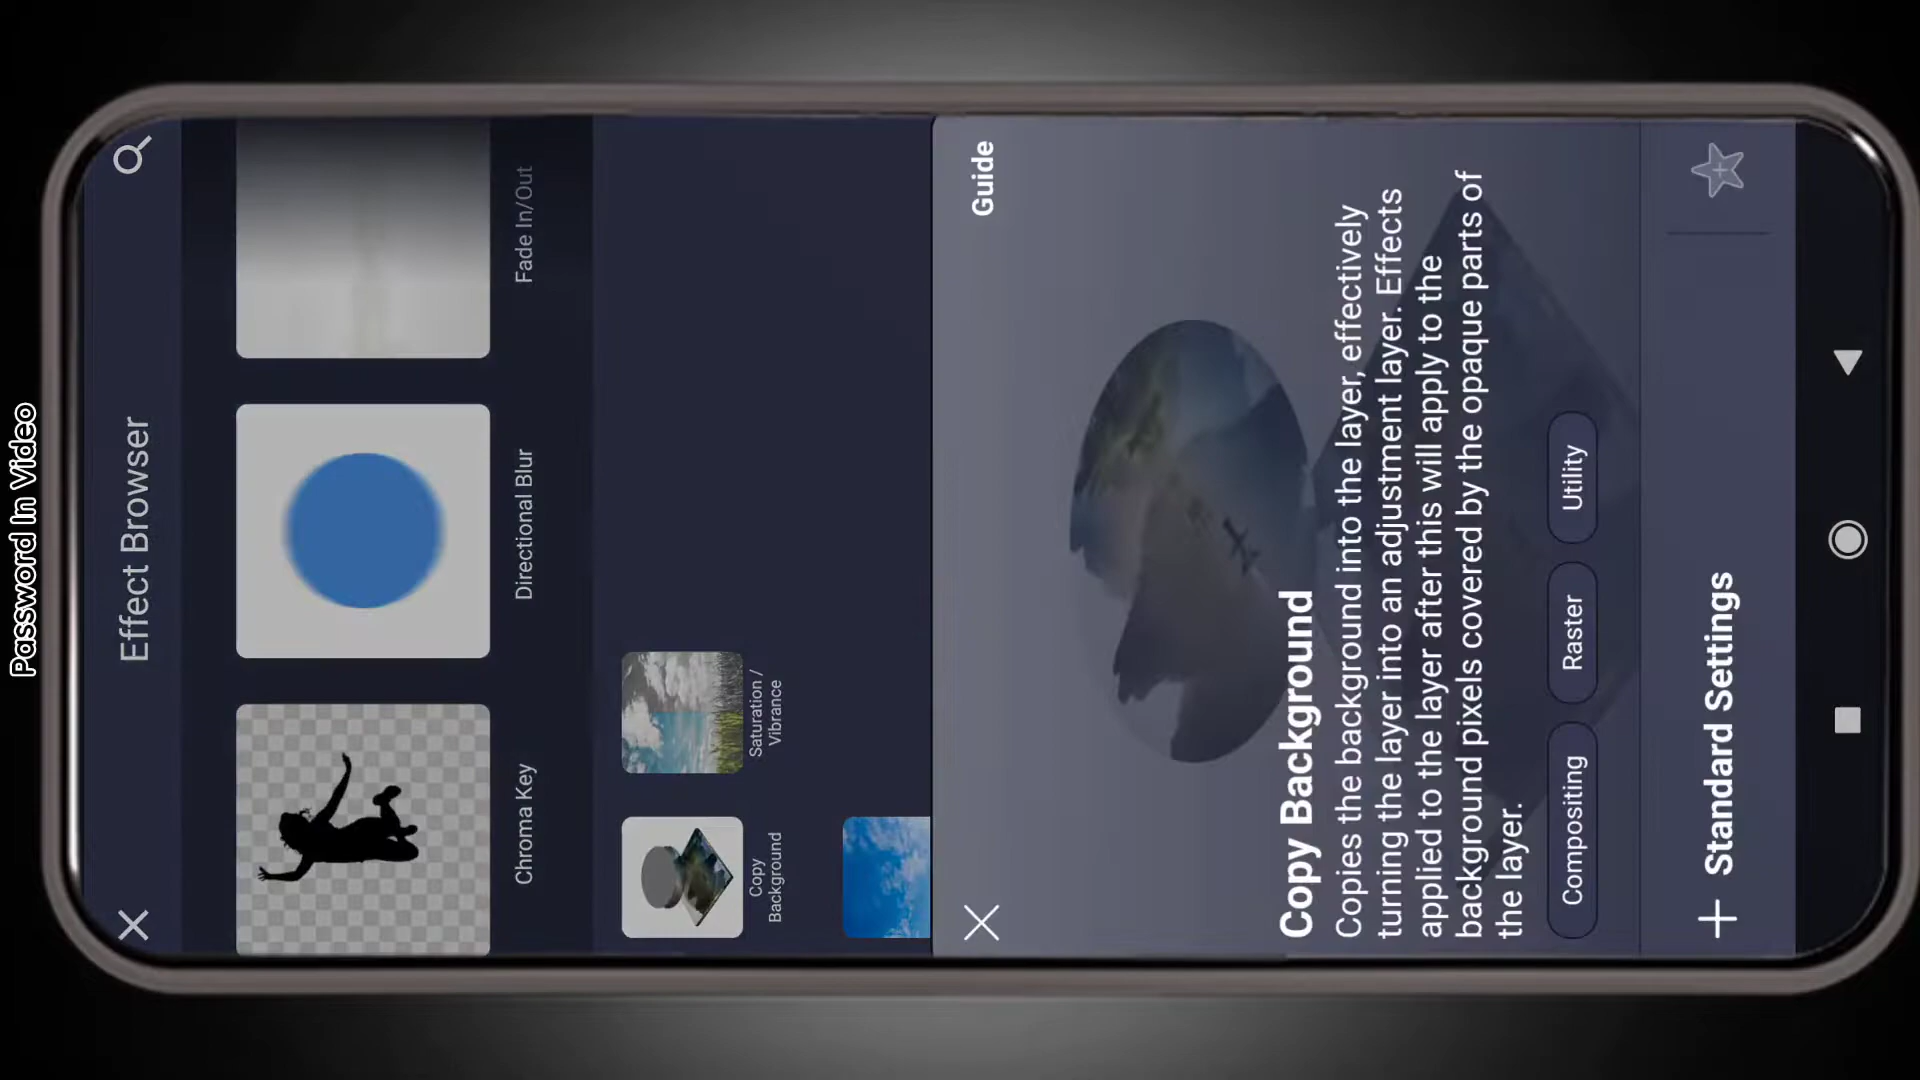 Password In Video
Effect Browser
Chroma Key
Directional Blur
Fade In/Out
Copy
Background
Saturation /
Vibrance
Guide
Copy Background
Copies the background into the layer, effectively
turning the layer into an adjustment layer. Effects
applied to the layer after this will apply to the
background pixels covered by the opaque parts of
the layer.
Compositing
Raster
Utility
Standard Settings